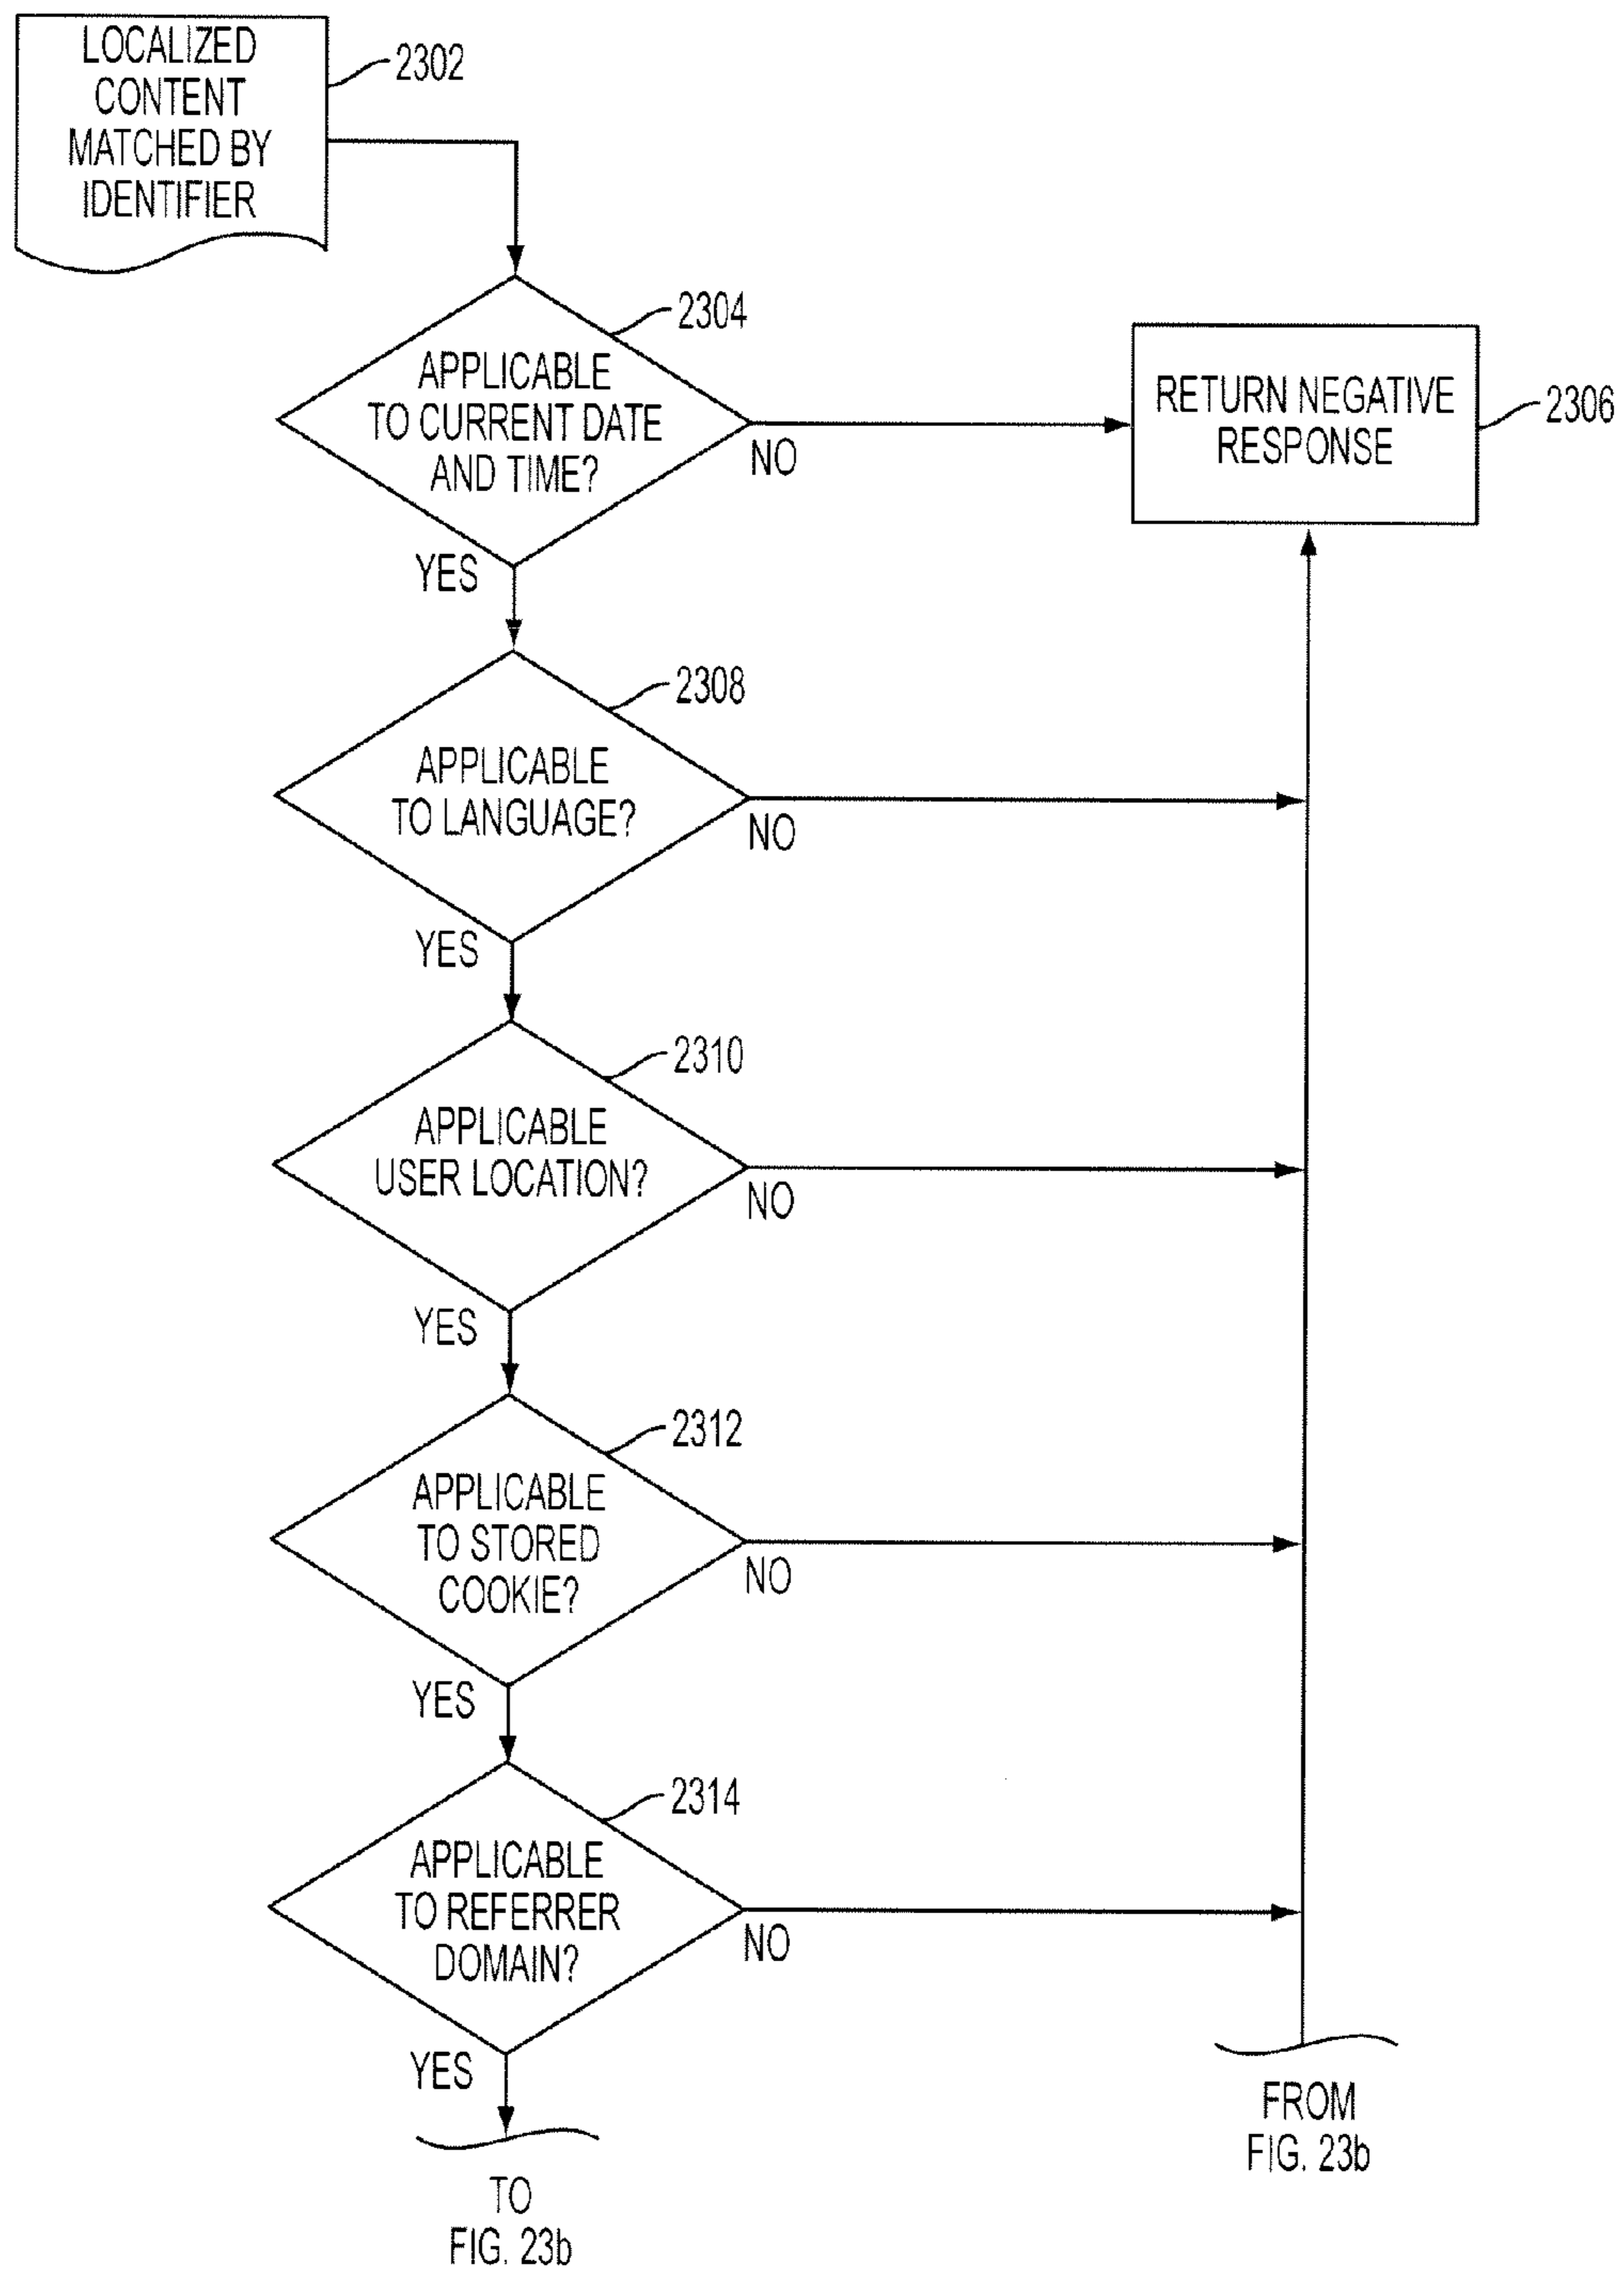 LOCALIZED
CONTENT
MATCHED BY
IDENTIFIER
2302
2304
APPLICABLE
TO CURRENT DATE
AND TIME?
NO
YES
RETURN NEGATIVE
RESPONSE
2306
2308
APPLICABLE
TO LANGUAGE?
NO
YES
2310
APPLICABLE
USER LOCATION?
NO
YES
2312
APPLICABLE
TO STORED
COOKIE?
NO
YES
2314
APPLICABLE
TO REFERRER
DOMAIN?
NO
YES
TO
FIG. 23b
FROM
FIG. 23b